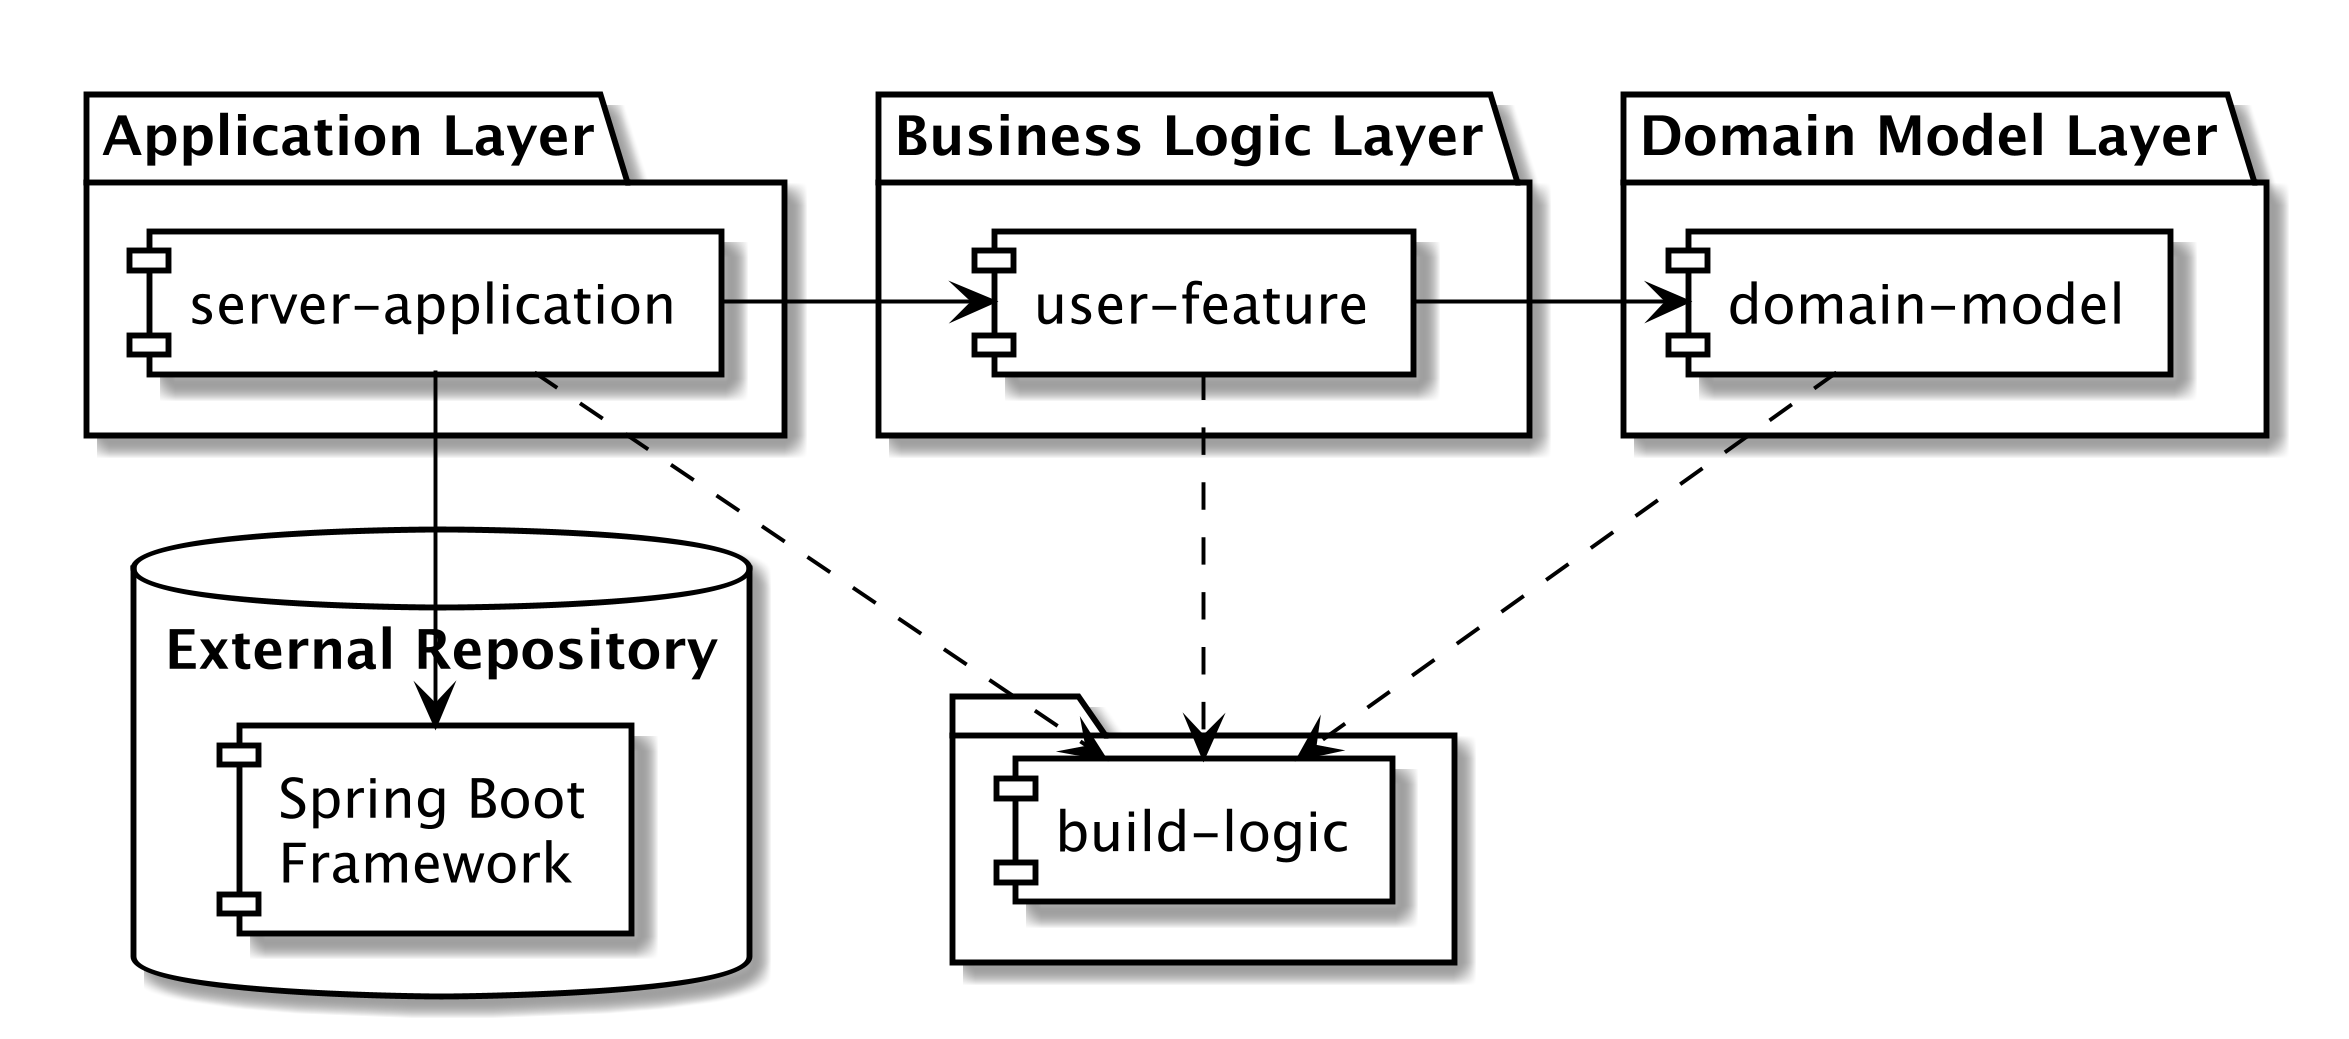 Application Layer
Business Logic Layer
Domain Model Layer
server-application
user-feature
domain-model
External Repository
Spring Boot
Framework
build-logic